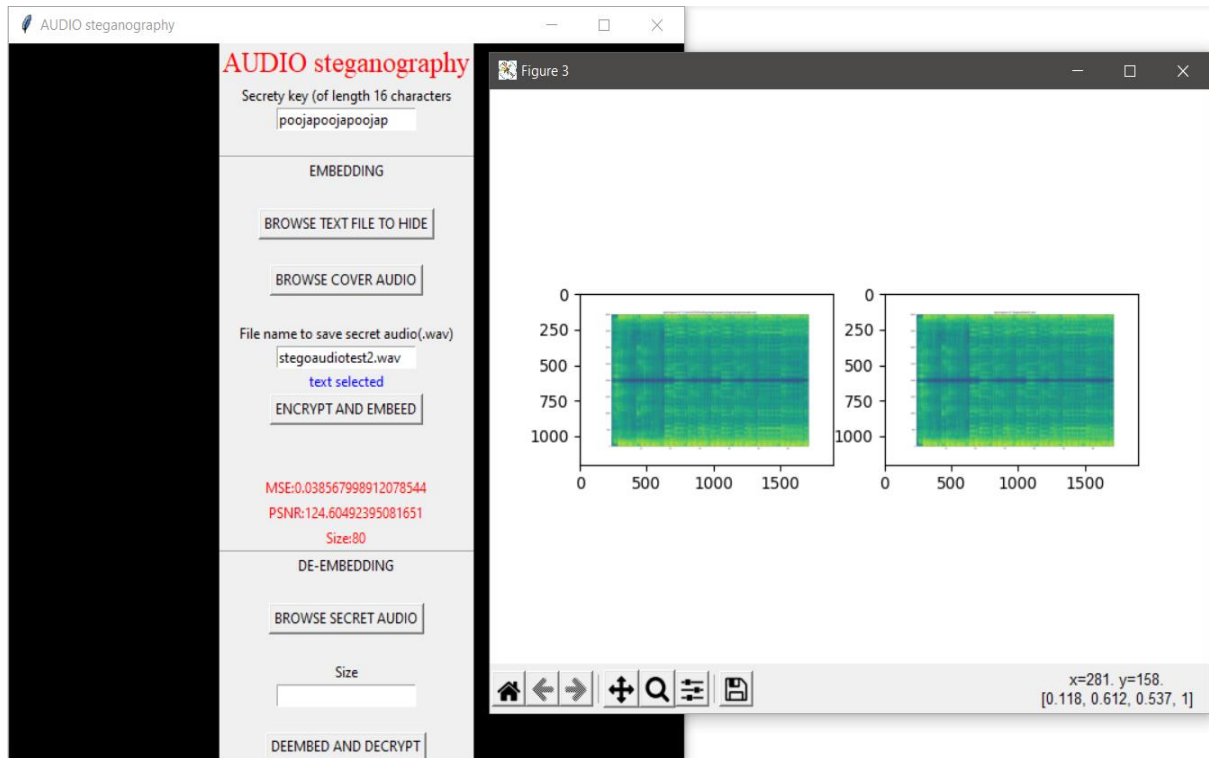 AUDIO steganography
AUDIO steganography
Secrety key (of length 16 characters
poojapoojapoojap
EMBEDDING
BROWSE TEXT FILE TO HIDE
BROWSE COVER AUDIO
File name to save secret audio(.wav)
stegoaudiotest2.wav
text selected
ENCRYPT AND EMBEED
MSE:0.038567998912078544
PSNR:124.60492395081651
Size:80
DE-EMBEDDING
BROWSE SECRET AUDIO
Size
DEEMBED AND DECRYPT
Figure 3
0
250
500
750
1000
0 500 1000 1500
0
250
500
750
1000
0 500 1000 1500
x=281. y=158.
[0.118, 0.612, 0.537, 1]